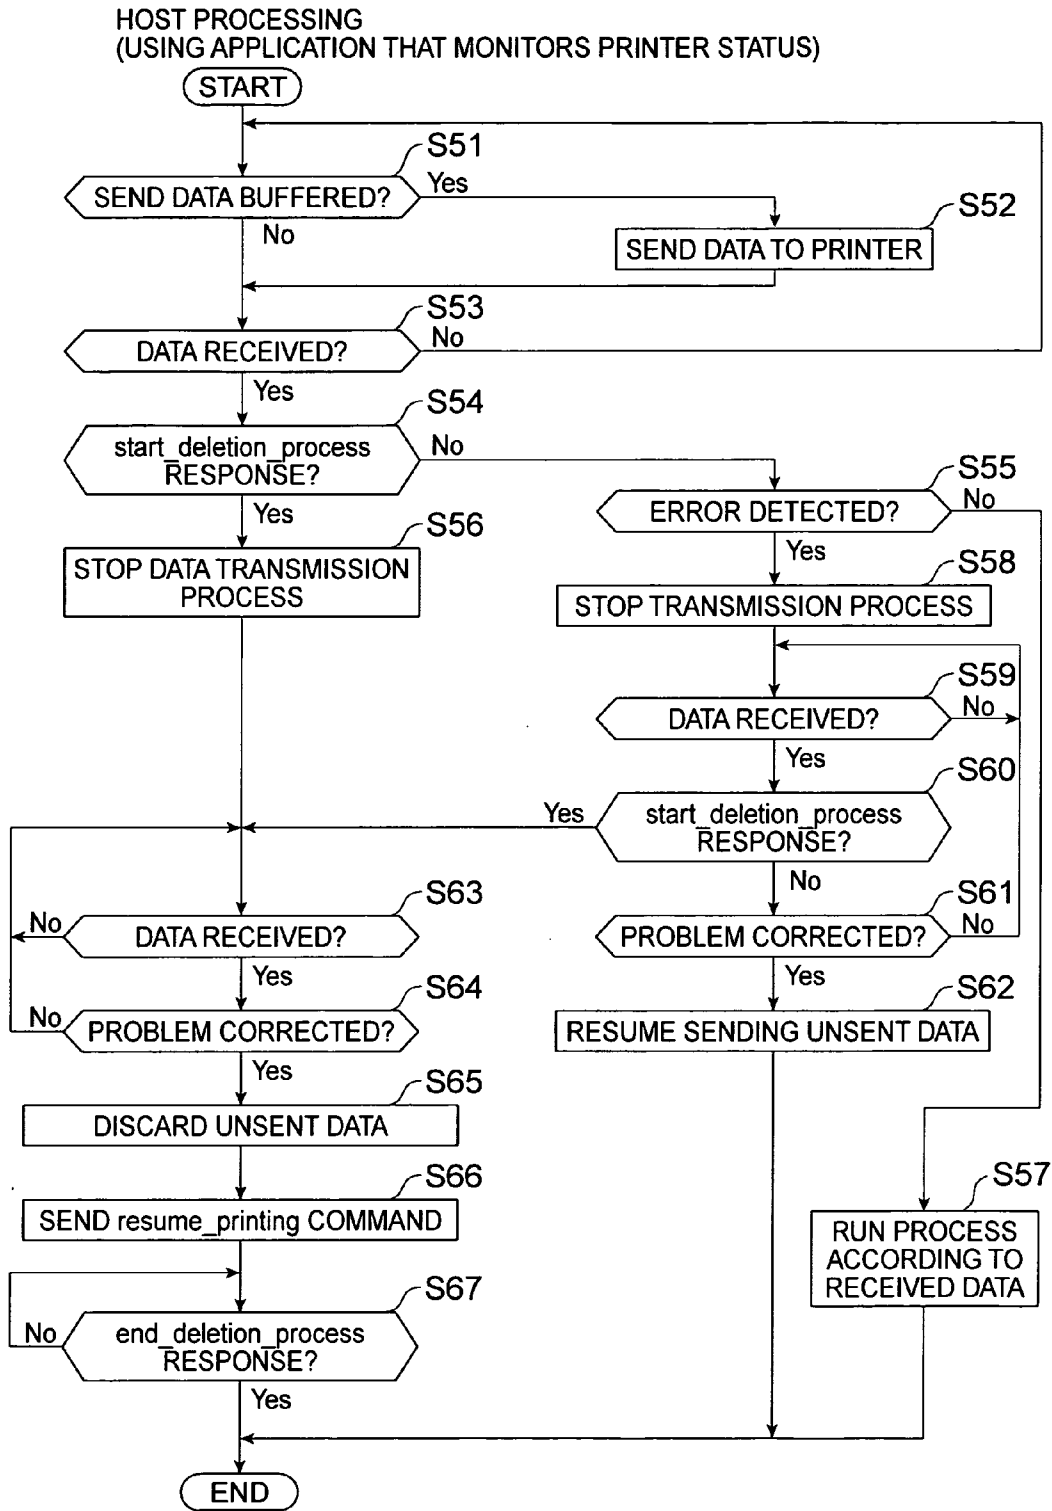 HOST PROCESSING
(USING APPLICATION THAT MONITORS PRINTER STATUS)
START
S51
SEND DATA BUFFERED?
Yes
No
S52
SEND DATA TO PRINTER
S53
DATA RECEIVED?
No
Yes
S54
start_deletion_process
RESPONSE?
No
Yes
S55
ERROR DETECTED?
No
Yes
S56
STOP DATA TRANSMISSION
PROCESS
S58
STOP TRANSMISSION PROCESS
S59
DATA RECEIVED?
No
Yes
S60
start_deletion_process
RESPONSE?
Yes
No
S61
PROBLEM CORRECTED?
No
Yes
S62
RESUME SENDING UNSENT DATA
S63
DATA RECEIVED?
No
Yes
S64
PROBLEM CORRECTED?
No
Yes
S65
DISCARD UNSENT DATA
S66
SEND resume_printing COMMAND
S57
RUN PROCESS
ACCORDING TO
RECEIVED DATA
S67
end_deletion_process
RESPONSE?
No
Yes
END